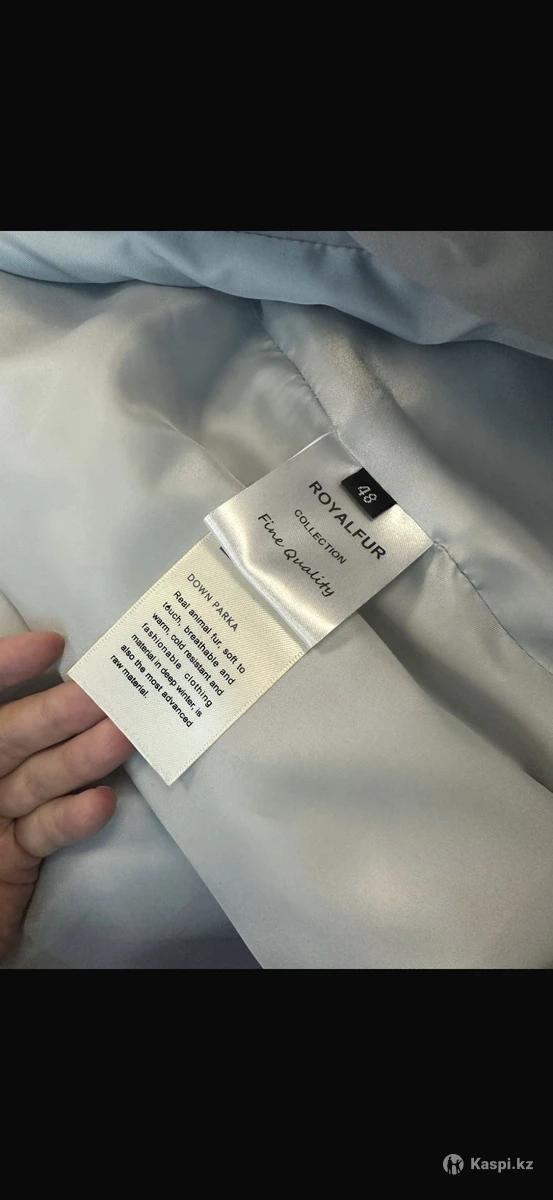 48
ROYALFUR
COLLECTION
Fine Quality
DOWN PARKA
Real animal fur, soft to
touch, breathable and
warm, cold resistant and
fashionable clothing
material in deep winter, is
also the most advanced
raw material.
Kaspi.kz